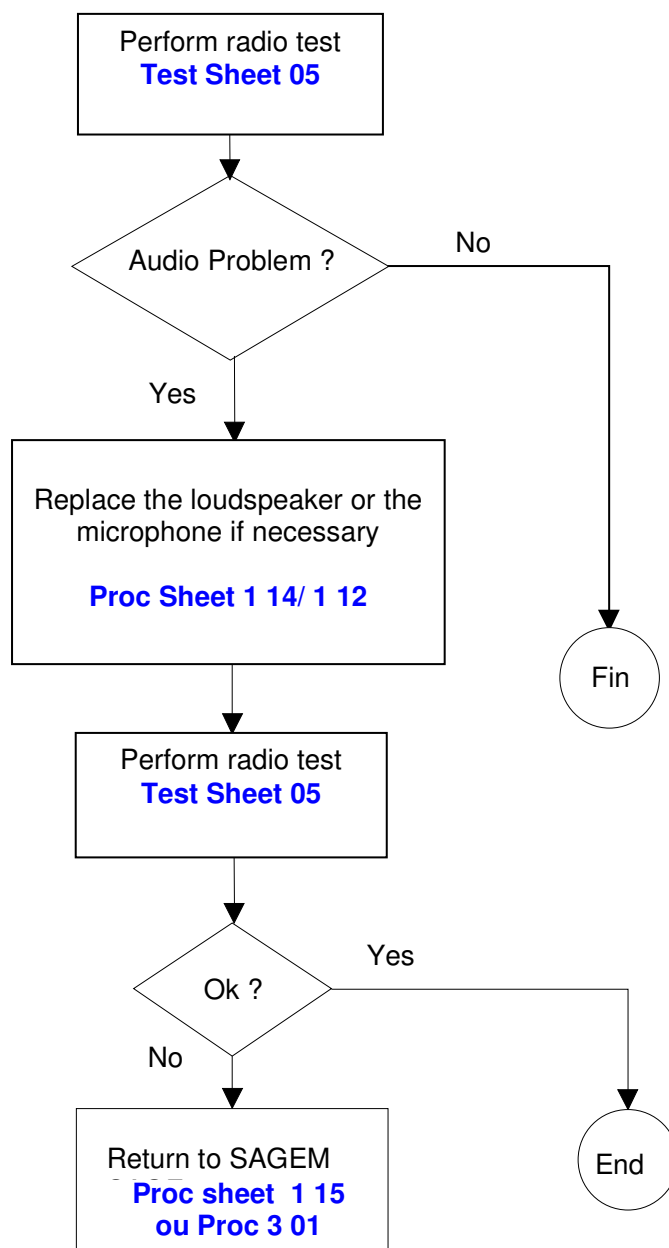 Perform radio test
Test Sheet 05
Audio Problem ?
No
Yes
Replace the loudspeaker or the
microphone if necessary
Proc Sheet 1 14/ 1 12
Fin
Perform radio test
Test Sheet 05
Ok ?
Yes
No
Return to SAGEM
Proc sheet 1 15
ou Proc 3 01
End